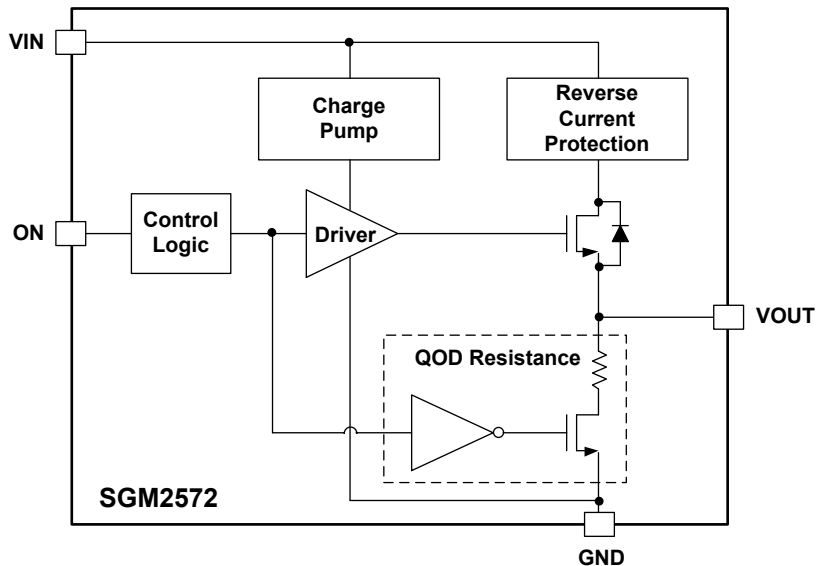 VIN
Charge
Pump
Reverse
Current
Protection
ON
Control
Logic
Driver
VOUT
QOD Resistance
SGM2572
GND